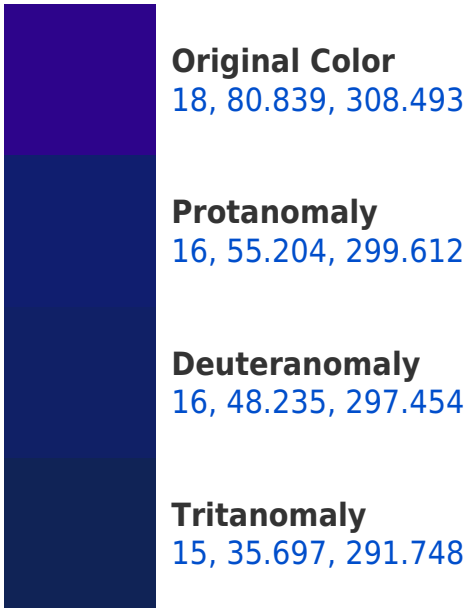 Original Color
18, 80.839, 308.493
Protanomaly
16, 55.204, 299.612
Deuteranomaly
16, 48.235, 297.454
Tritanomaly
15, 35.697, 291.748